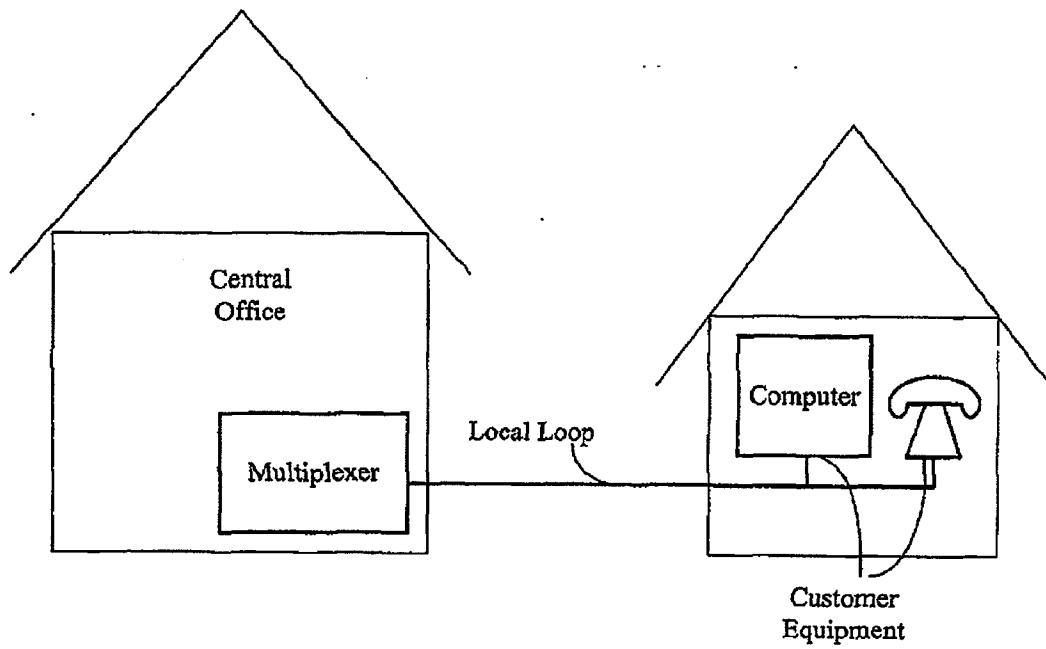 Central
Office
Computer
Local Loop
Multiplexer
Customer
Equipment